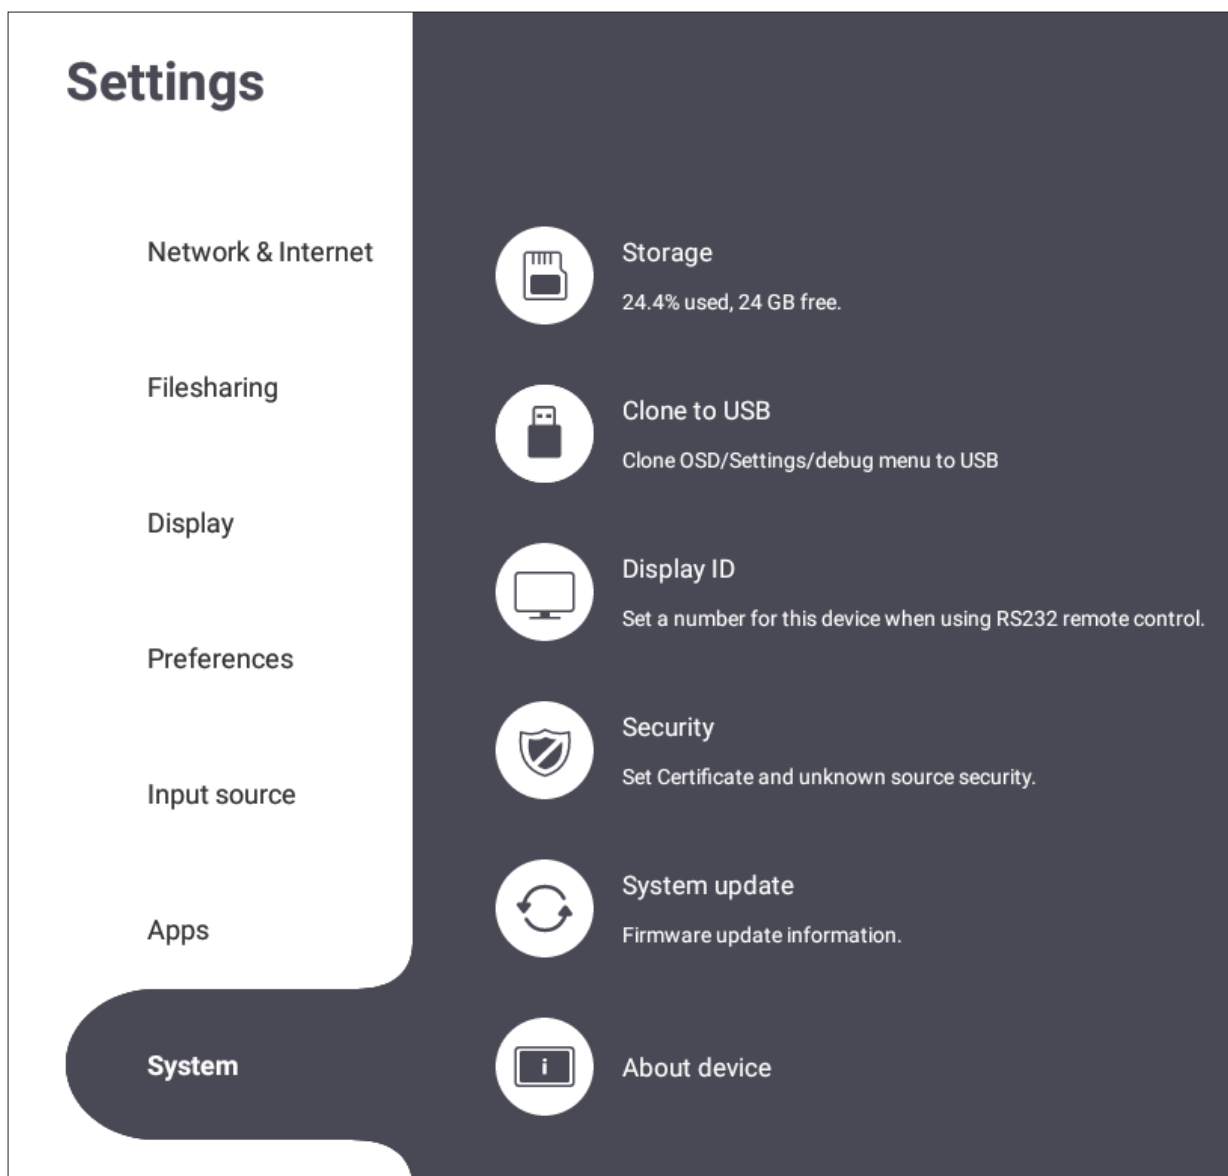 Settings
Network & Internet
Filesharing
Display
Preferences
Input source
Apps
System
Storage
24.4% used, 24 GB free.
Clone to USB
Clone OSD/Settings/debug menu to USB
Display ID
Set a number for this device when using RS232 remote control.
Security
Set Certificate and unknown source security.
System update
Firmware update information.
i
About device